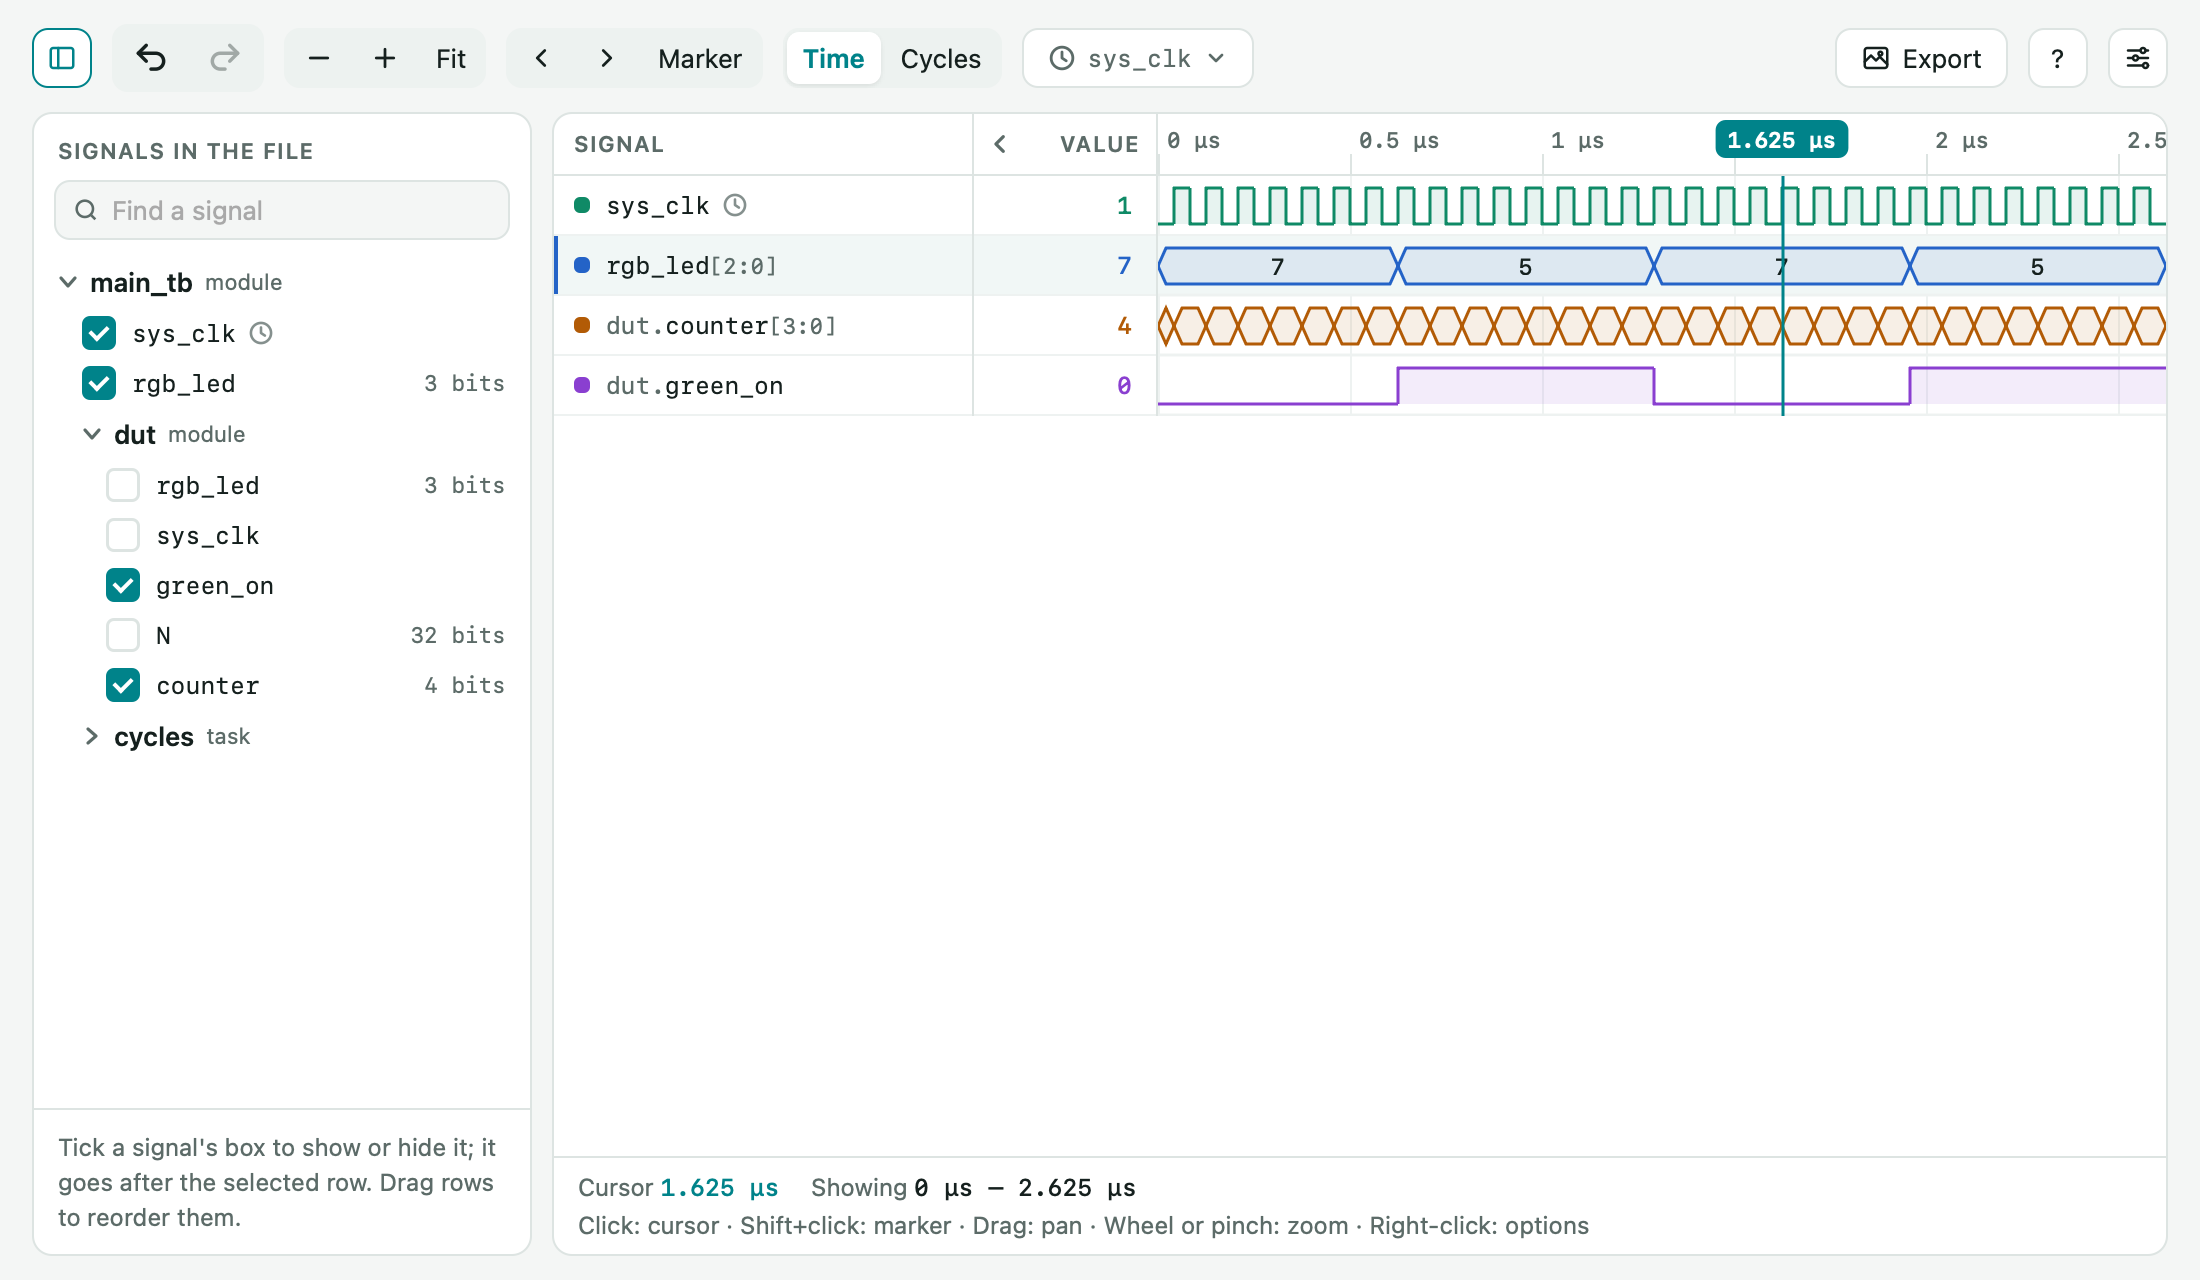 Fit
Marker
Time
Cycles
sys_clk
Export
?
SIGNALS IN THE FILE
Find a signal
main_tb module
sys_clk
rgb_led 3 bits
dut module
rgb_led 3 bits
sys_clk
green_on
N 32 bits
counter 4 bits
cycles task
Tick a signal's box to show or hide it; it
goes after the selected row. Drag rows
to reorder them.
SIGNAL VALUE 0 µs 0.5 µs 1 µs 1.625 µs 2 µs 2.5
sys_clk 1
rgb_led[2:0] 7 7 5 7 5
dut.counter[3:0] 4
dut.green_on 0
Cursor 1.625 µs Showing 0 µs – 2.625 µs
Click: cursor · Shift+click: marker · Drag: pan · Wheel or pinch: zoom · Right-click: options